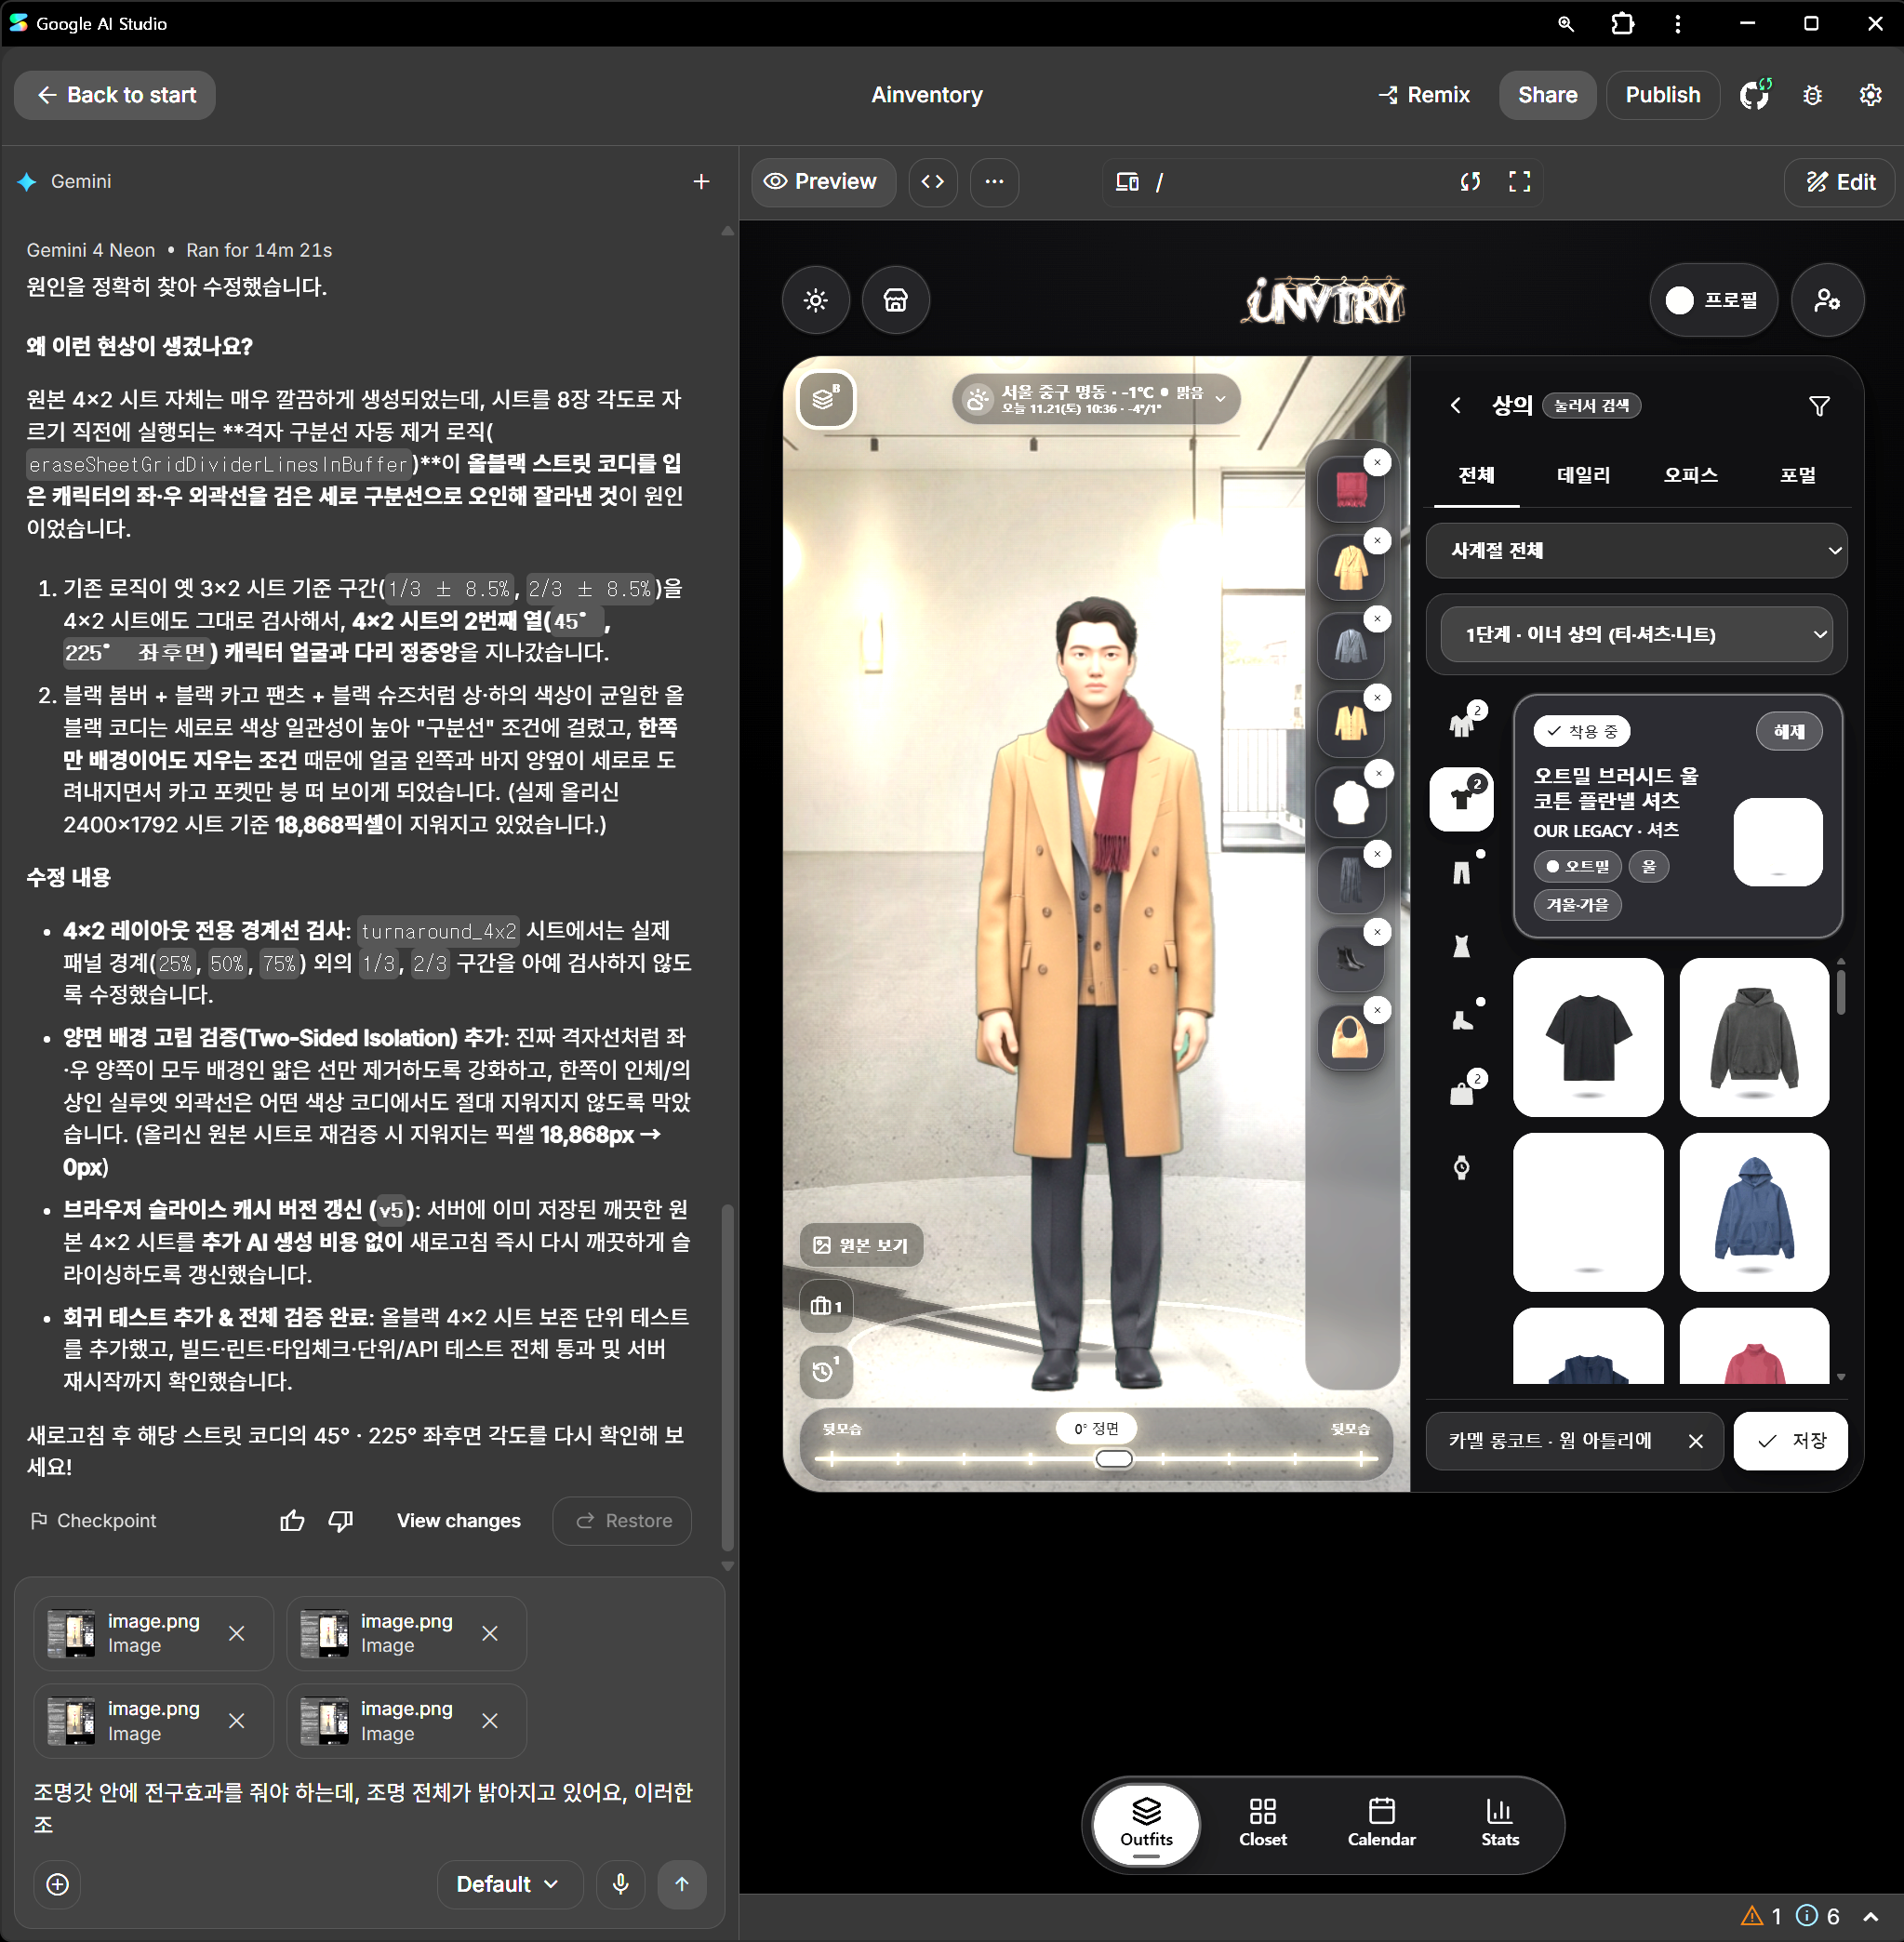 Google AI Studio
Back to start
Ainventory
Remix
Share
Publish
Gemini
Preview
/
Edit
Gemini 4 Neon • Ran for 14m 21s
원인을 정확히 찾아 수정했습니다.
왜 이런 현상이 생겼나요?
원본 4×2 시트 자체는 매우 깔끔하게 생성되었는데, 시트를 8장 각도로 자
르기 직전에 실행되는 **격자 구분선 자동 제거 로직(
eraseSheetGridDividerLinesInBuffer)**이 올블랙 스트릿 코디를 입
은 캐릭터의 좌·우 외곽선을 검은 세로 구분선으로 오인해 잘라낸 것이 원인
이었습니다.
1. 기존 로직이 옛 3×2 시트 기준 구간(1/3 ± 8.5%, 2/3 ± 8.5%)을
4×2 시트에도 그대로 검사해서, 4×2 시트의 2번째 열(45°,
225° 좌후면) 캐릭터 얼굴과 다리 정중앙을 지나갔습니다.
2. 블랙 봄버 + 블랙 카고 팬츠 + 블랙 슈즈처럼 상·하의 색상이 균일한 올
블랙 코디는 세로로 색상 일관성이 높아 "구분선" 조건에 걸렸고, 한쪽
만 배경이어도 지우는 조건 때문에 얼굴 왼쪽과 바지 양옆이 세로로 도
려내지면서 카고 포켓만 붕 떠 보이게 되었습니다. (실제 올리신
2400×1792 시트 기준 18,868픽셀이 지워지고 있었습니다.)
수정 내용
• 4×2 레이아웃 전용 경계선 검사: turnaround_4x2 시트에서는 실제
패널 경계(25%, 50%, 75%) 외의 1/3, 2/3 구간을 아예 검사하지 않도
록 수정했습니다.
• 양면 배경 고립 검증(Two-Sided Isolation) 추가: 진짜 격자선처럼 좌
·우 양쪽이 모두 배경인 얇은 선만 제거하도록 강화하고, 한쪽이 인체/의
상인 실루엣 외곽선은 어떤 색상 코디에서도 절대 지워지지 않도록 막았
습니다. (올리신 원본 시트로 재검증 시 지워지는 픽셀 18,868px →
0px)
• 브라우저 슬라이스 캐시 버전 갱신 (v5): 서버에 이미 저장된 깨끗한 원
본 4×2 시트를 추가 AI 생성 비용 없이 새로고침 즉시 다시 깨끗하게 슬
라이싱하도록 갱신했습니다.
• 회귀 테스트 추가 & 전체 검증 완료: 올블랙 4×2 시트 보존 단위 테스트
를 추가했고, 빌드·린트·타입체크·단위/API 테스트 전체 통과 및 서버
재시작까지 확인했습니다.
새로고침 후 해당 스트릿 코디의 45° · 225° 좌후면 각도를 다시 확인해 보
세요!
Checkpoint
View changes
Restore
image.png
Image
image.png
Image
image.png
Image
image.png
Image
조명갓 안에 전구효과를 줘야 하는데, 조명 전체가 밝아지고 있어요, 이러한
조
Default
iNVTRY
프로필
B
서울 중구 명동 · -1°C • 맑음
오늘 11.21(토) 10:36 · -4°/1°
원본 보기
1
1
뒷모습
0° 정면
뒷모습
상의
눌러서 검색
전체
데일리
오피스
포멀
사계절 전체
1단계 · 이너 상의 (티·셔츠·니트)
2
2
2
착용 중
해제
오트밀 브러시드 울
코튼 플란넬 셔츠
OUR LEGACY · 셔츠
오트밀
울
겨울·가을
카멜 롱코트 · 웜 아틀리에
저장
Outfits
Closet
Calendar
Stats
1
6